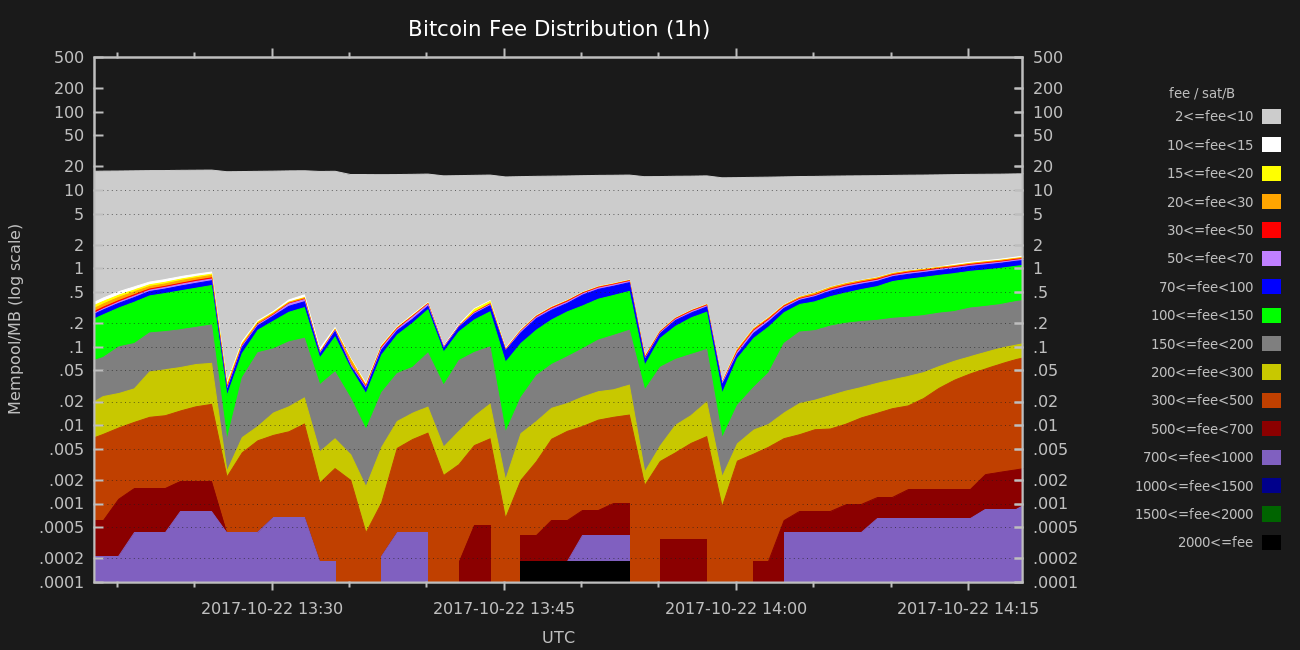 Bitcoin Fee Distribution (1h)
Mempool/MB (log scale)
500
200
100
50
20
10
5
2
1
.5
.2
.1
.05
.02
.01
.005
.002
.001
.0005
.0002
.0001
500
200
100
50
20
10
5
2
1
.5
.2
.1
.05
.02
.01
.005
.002
.001
.0005
.0002
.0001
2017-10-22 13:30
2017-10-22 13:45
2017-10-22 14:00
2017-10-22 14:15
UTC
fee / sat/B
2<=fee<10
10<=fee<15
15<=fee<20
20<=fee<30
30<=fee<50
50<=fee<70
70<=fee<100
100<=fee<150
150<=fee<200
200<=fee<300
300<=fee<500
500<=fee<700
700<=fee<1000
1000<=fee<1500
1500<=fee<2000
2000<=fee